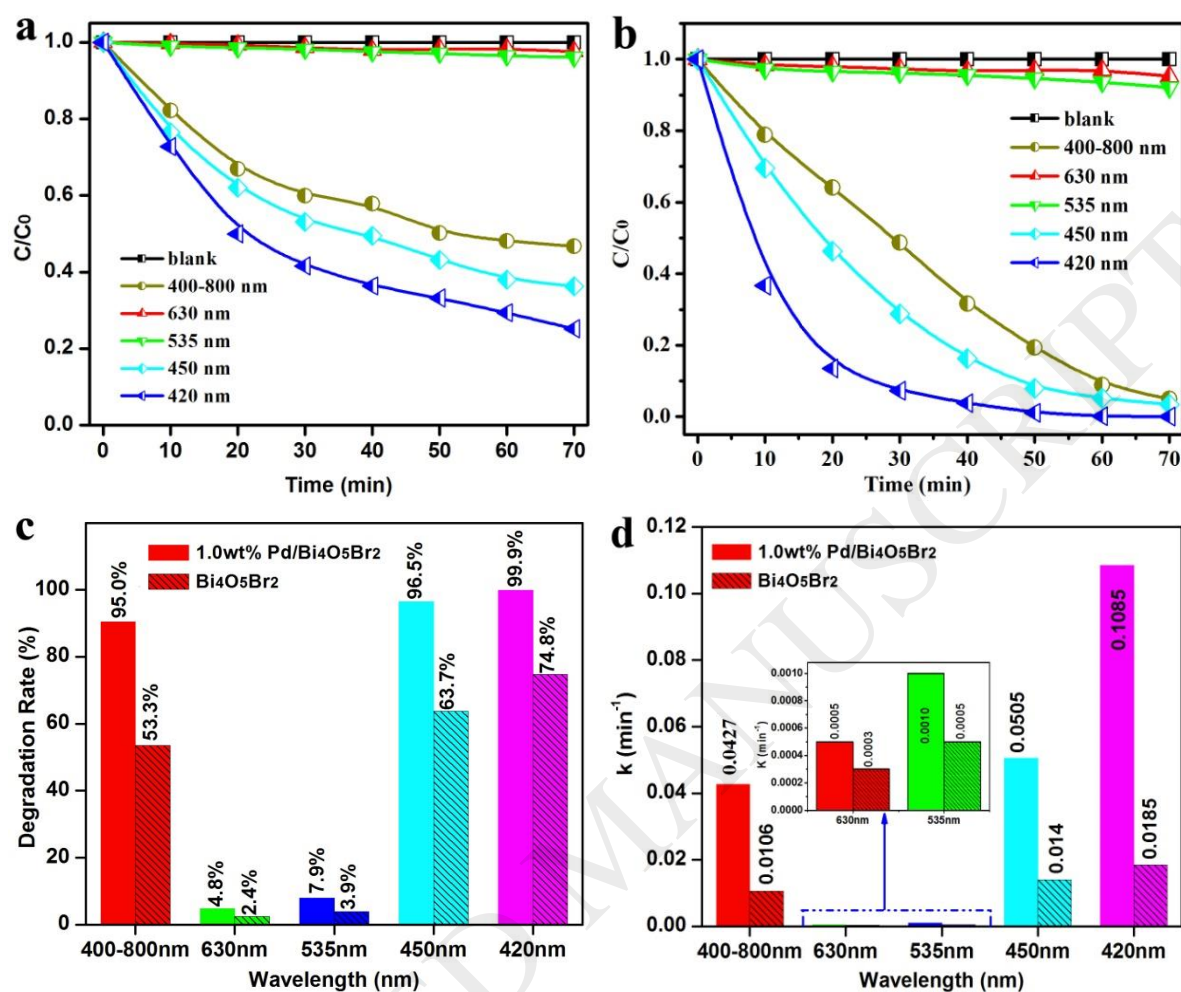 a
C/C0
1.0
0.8
0.6
0.4
0.2
0.0
blank
400-800 nm
630 nm
535 nm
450 nm
420 nm
0 10 20 30 40 50 60 70
Time (min)
b
C/C0
1.0
0.8
0.6
0.4
0.2
0.0
blank
400-800 nm
630 nm
535 nm
450 nm
420 nm
0 10 20 30 40 50 60 70
Time (min)
c
Degradation Rate (%)
100
80
60
40
20
0
1.0wt% Pd/Bi4O5Br2
Bi4O5Br2
95.0%
53.3%
4.8%
2.4%
7.9%
3.9%
96.5%
63.7%
99.9%
74.8%
400-800nm 630nm 535nm 450nm 420nm
Wavelength (nm)
d
k (min-1)
0.12
0.10
0.08
0.06
0.04
0.02
0.00
1.0wt% Pd/Bi4O5Br2
Bi4O5Br2
0.0427
0.0106
K (min-1)
0.0010
0.0008
0.0006
0.0004
0.0002
0.0000
0.0005
0.0003
0.0010
0.0005
630nm 535nm
0.0505
0.014
0.1085
0.0185
400-800nm 630nm 535nm 450nm 420nm
Wavelength (nm)
D MANUSCRIPT